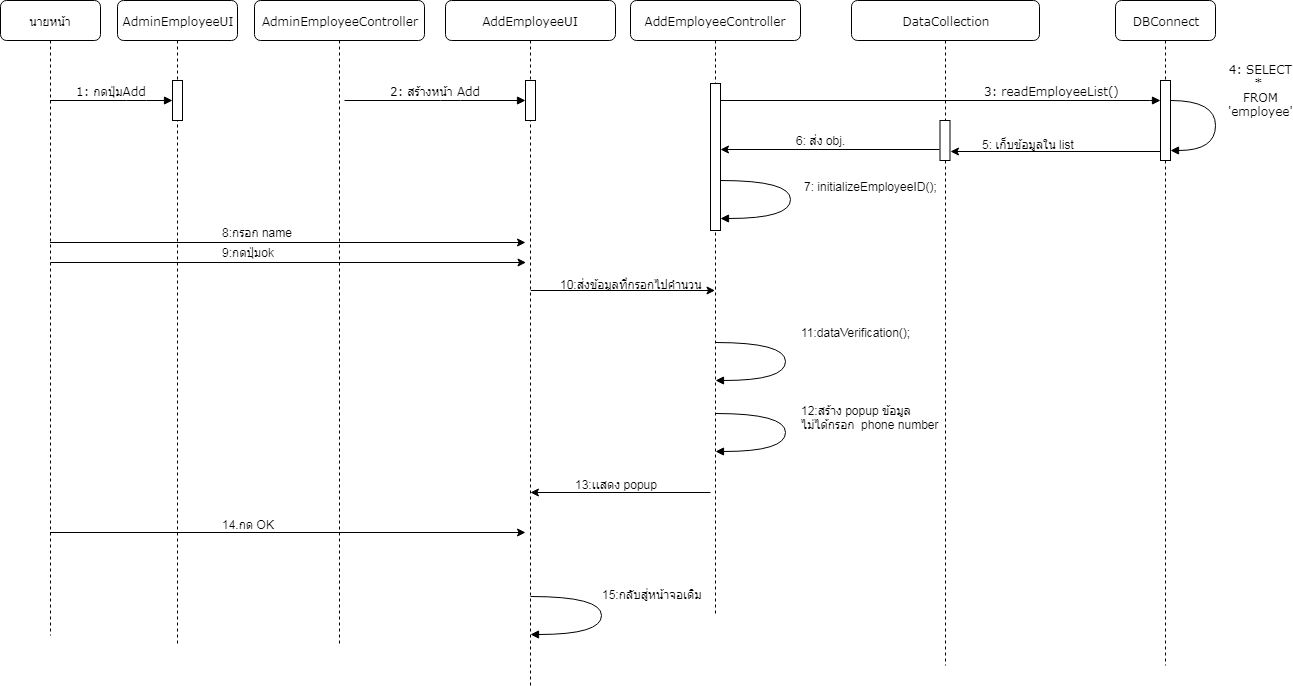 นายหน้า
AdminEmployeeUI
AdminEmployeeController
AddEmployeeUI
AddEmployeeController
DataCollection
DBConnect
4: SELECT
*
FROM
'employee'
1: กดปุ่มAdd
2: สร้างหน้า Add
3: readEmployeeList()
6: ส่ง obj.
5: เก็บข้อมูลใน list
7: initializeEmployeeID();
8:กรอก name
9:กดปุ่มok
10:ส่งข้อมูลที่กรอกไปคำนวน
11:dataVerification();
12:สร้าง popup ข้อมูล
ไม่ได้กรอก phone number
13:แสดง popup
14.กด OK
15:กลับสู่หน้าจอเดิม